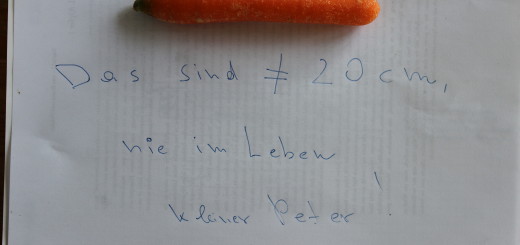 Das sind ≠ 20 cm,
nie im Leben
kleiner Peter!